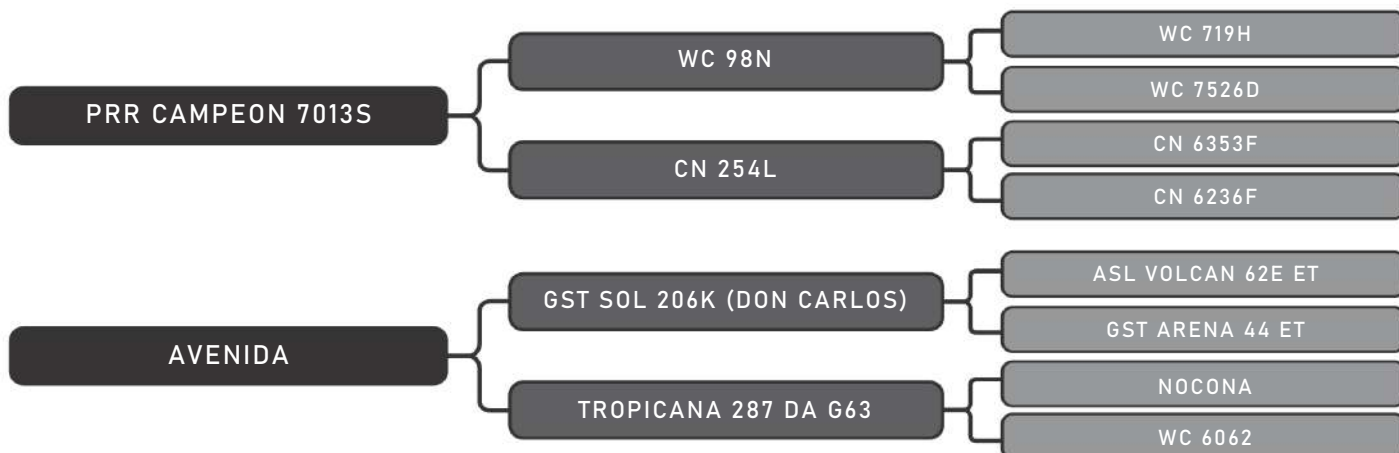 PRR CAMPEON 7013S
WC 98N
WC 719H
WC 7526D
CN 254L
CN 6353F
CN 6236F
AVENIDA
GST SOL 206K (DON CARLOS)
ASL VOLCAN 62E ET
GST ARENA 44 ET
TROPICANA 287 DA G63
NOCONA
WC 6062